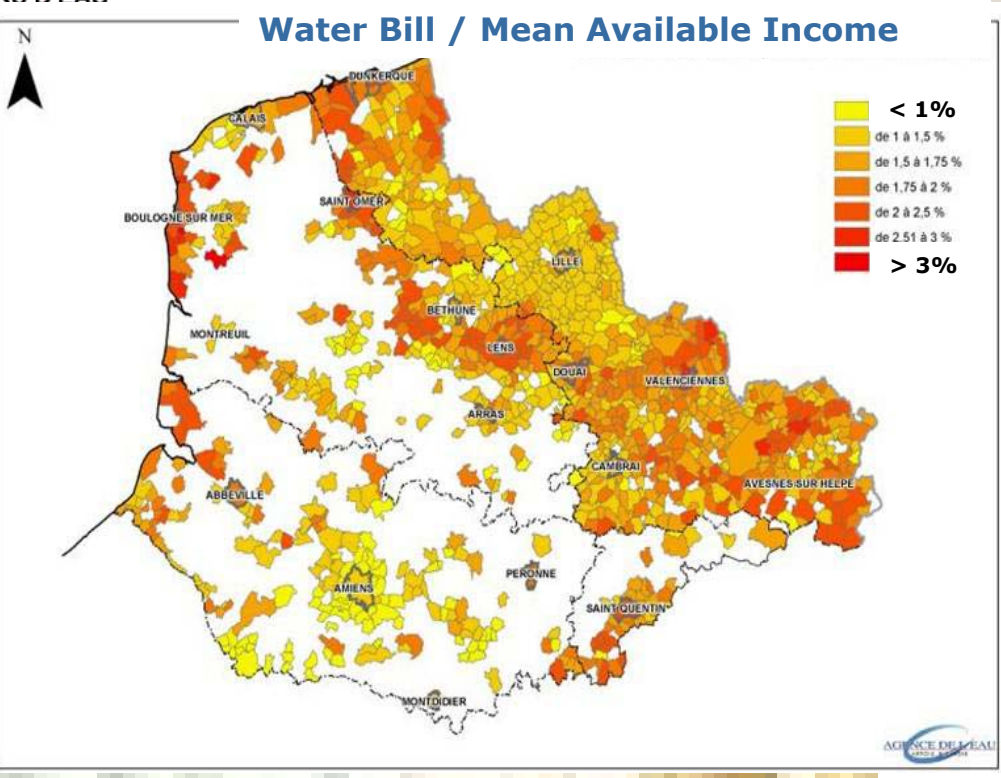 Water Bill / Mean Available Income
N
DUNKERQUE
CALAIS
< 1%
de 1 à 1,5 %
de 1,5 à 1,75 %
de 1,75 à 2 %
de 2 à 2,5 %
de 2.51 à 3 %
> 3%
SAINT OMER
BOULOGNE SUR MER
LILLE
BETHUNE
MONTREUIL
LENS
DOUAI
VALENCIENNES
ARRAS
CAMBRAI
AVESNES SUR HELPE
ABBEVILLE
PERONNE
AMIENS
SAINT QUENTIN
MONTDIDIER
AGENCE DE L'EAU